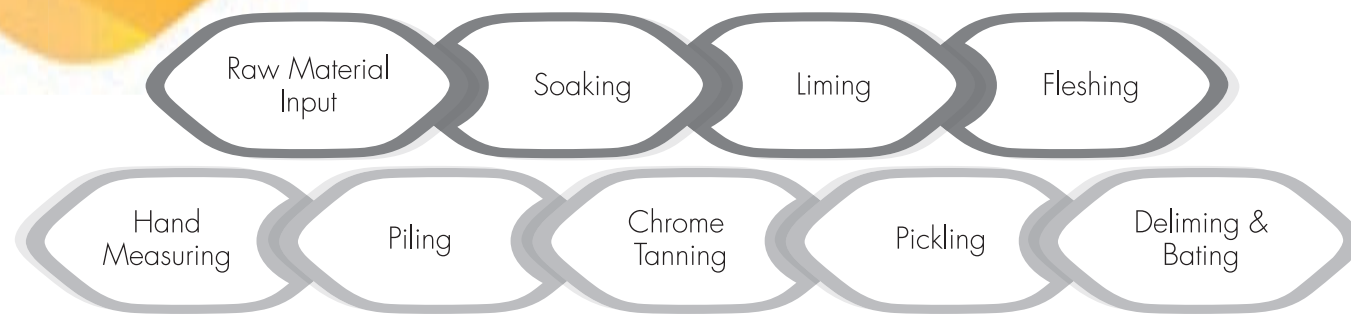 Raw Material
Input
Soaking
Liming
Fleshing
Hand
Measuring
Piling
Chrome
Tanning
Pickling
Deliming &
Bating